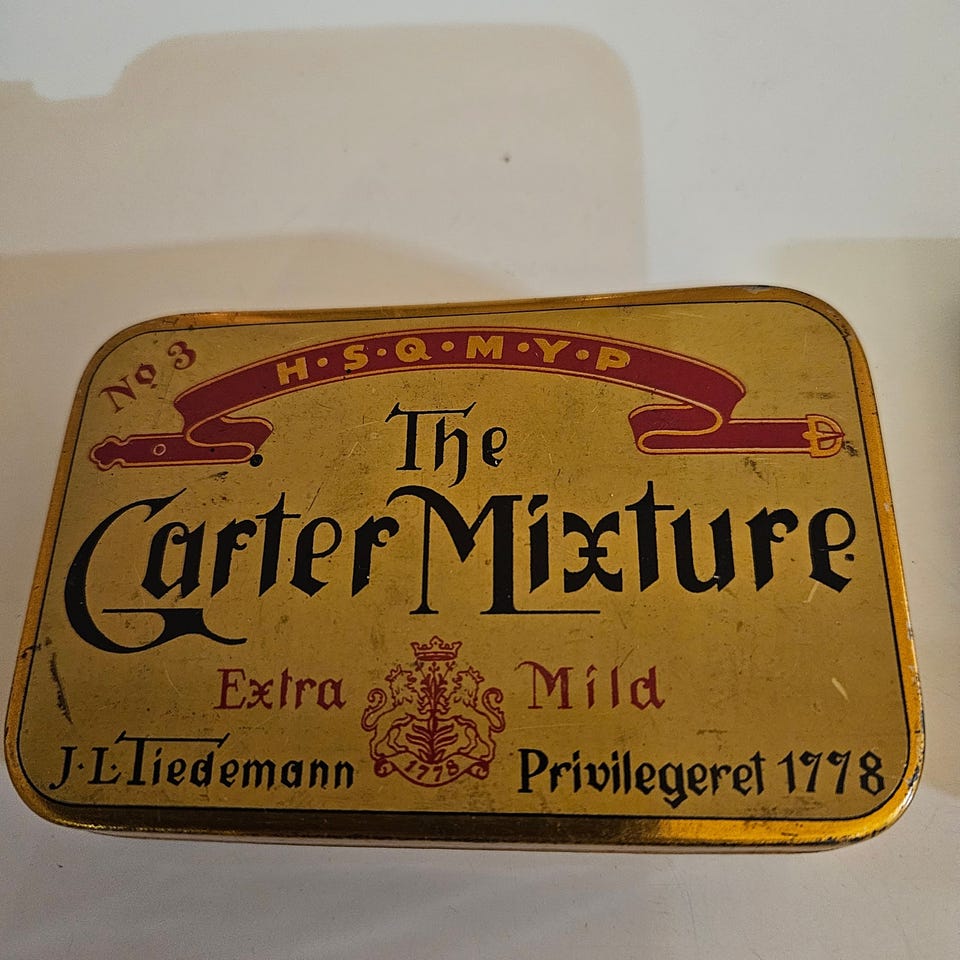 No 3
H·S·Q·M·Y·P
The
Garter Mixture
Extra Mild
1778
J·L·Tiedemann Privilegeret 1778